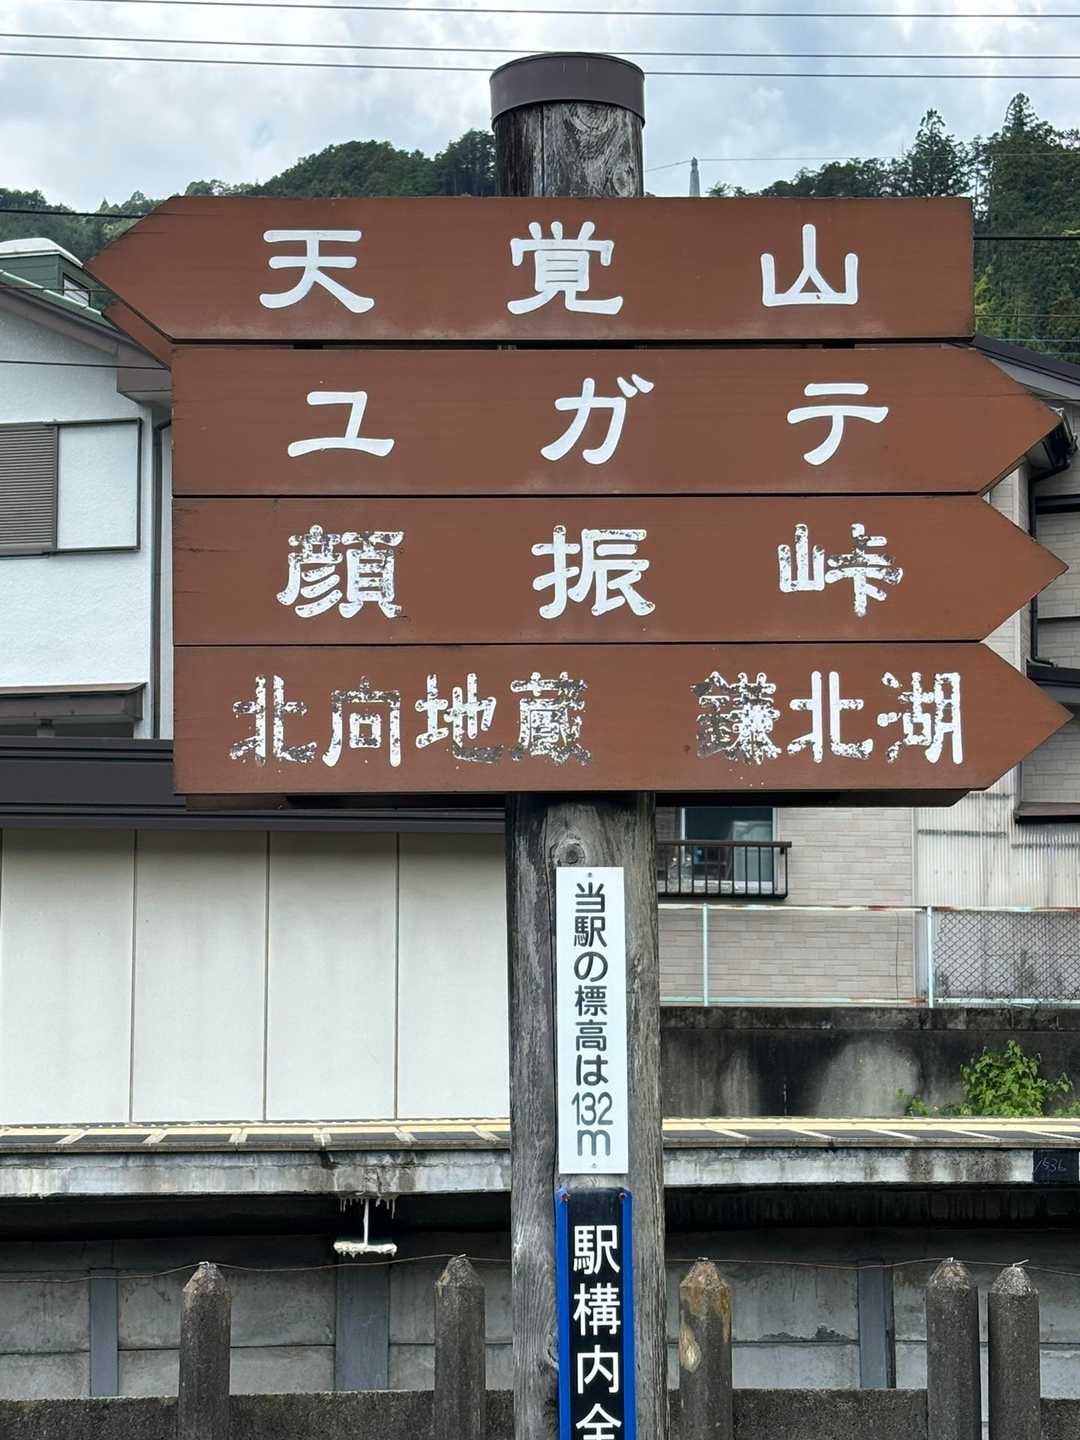 天覚山
ユガテ
顔振峠
北向地蔵 鎌北湖
当駅の標高は132m
駅構内全